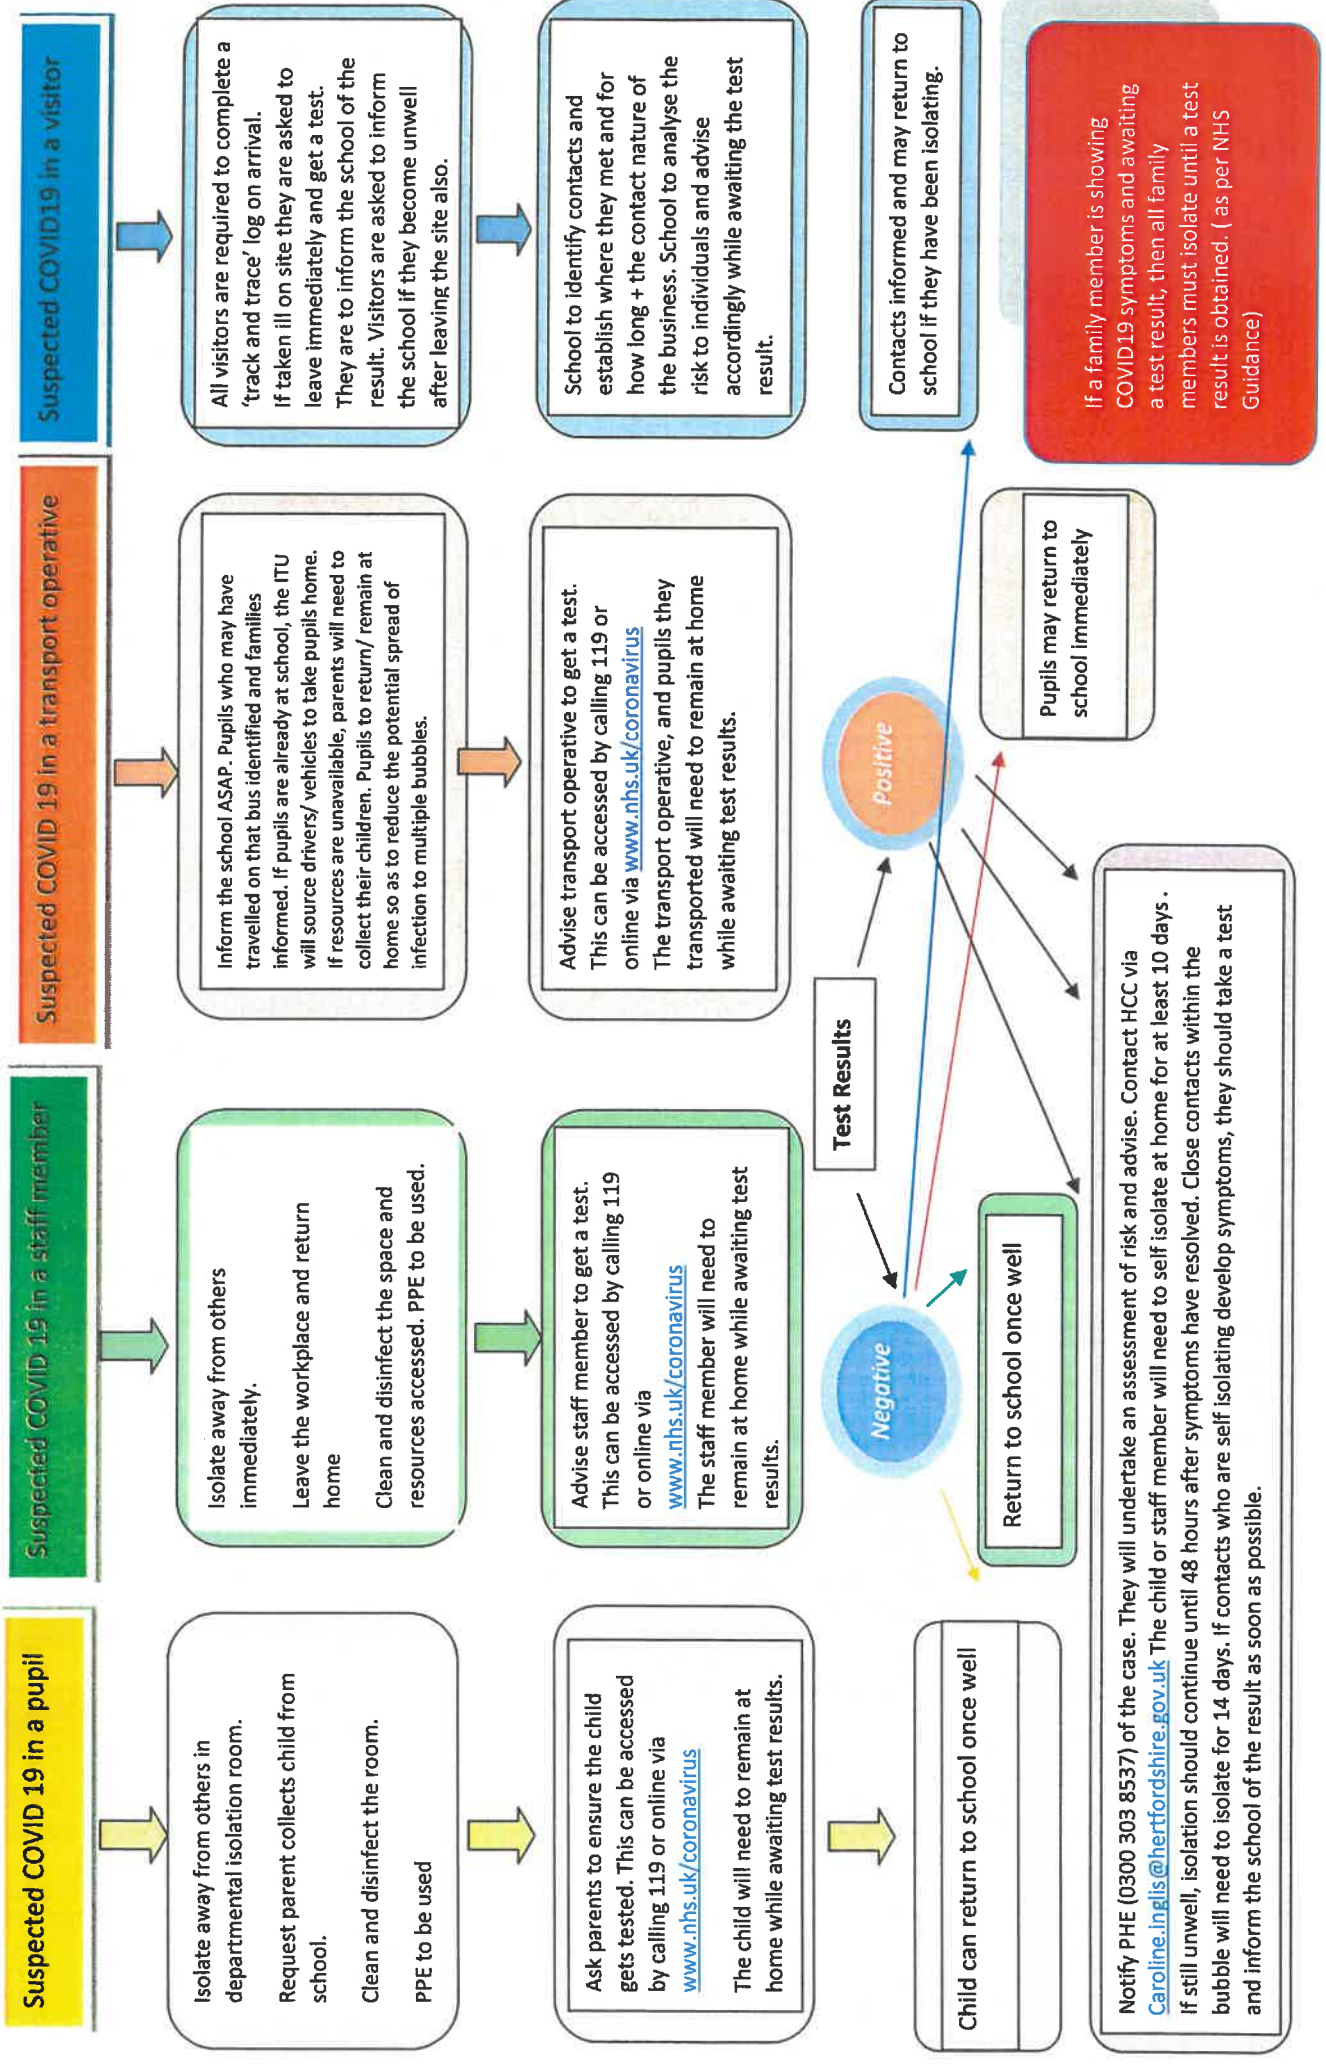 Suspected COVID 19 in a pupil
Isolate away from others in
departmental isolation room.
Request parent collects child from
school.
Clean and disinfect the room.
PPE to be used
Ask parents to ensure the child
gets tested. This can be accessed
by calling 119 or online via
www.nhs.uk/coronavirus
The child will need to remain at
home while awaiting test results.
Child can return to school once well
Suspected COVID 19 in a staff member
Isolate away from others
immediately.
Leave the workplace and return
home
Clean and disinfect the space and
resources accessed. PPE to be used.
Advise staff member to get a test.
This can be accessed by calling 119
or online via
www.nhs.uk/coronavirus
The staff member will need to
remain at home while awaiting test
results.
Negative
Return to school once well
Suspected COVID 19 in a transport operative
Inform the school ASAP. Pupils who may have
travelled on that bus identified and families
informed. If pupils are already at school, the ITU
will source drivers/ vehicles to take pupils home.
If resources are unavailable, parents will need to
collect their children. Pupils to return/ remain at
home so as to reduce the potential spread of
infection to multiple bubbles.
Advise transport operative to get a test.
This can be accessed by calling 119 or
online via www.nhs.uk/coronavirus
The transport operative, and pupils they
transported will need to remain at home
while awaiting test results.
Test Results
Positive
Pupils may return to
school immediately
Suspected COVID19 in a visitor
All visitors are required to complete a
‘track and trace’ log on arrival.
If taken ill on site they are asked to
leave immediately and get a test.
They are to inform the school of the
result. Visitors are asked to inform
the school if they become unwell
after leaving the site also.
School to identify contacts and
establish where they met and for
how long + the contact nature of
the business. School to analyse the
risk to individuals and advise
accordingly while awaiting the test
result.
Contacts informed and may return to
school if they have been isolating.
If a family member is showing
COVID19 symptoms and awaiting
a test result, then all family
members must isolate until a test
result is obtained. ( as per NHS
Guidance)
Notify PHE (0300 303 8537) of the case. They will undertake an assessment of risk and advise. Contact HCC via
Caroline.inglis@hertfordshire.gov.uk The child or staff member will need to self isolate at home for at least 10 days .
If still unwell, isolation should continue until 48 hours after symptoms have resolved. Close contacts within the
bubble will need to isolate for 14 days. If contacts who are self isolating develop symptoms, they should take a test
and inform the school of the result as soon as possible.